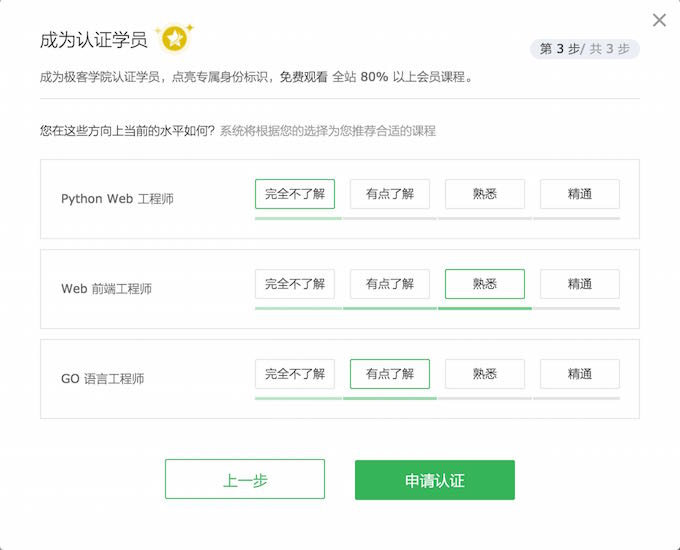 成为认证学员
第 3 步/ 共 3 步
成为极客学院认证学员，点亮专属身份标识，免费观看 全站 80% 以上会员课程。
您在这些方向上当前的水平如何？系统将根据您的选择为您推荐合适的课程
Python Web 工程师 完全不了解 有点了解 熟悉 精通
Web 前端工程师 完全不了解 有点了解 熟悉 精通
GO 语言工程师 完全不了解 有点了解 熟悉 精通
上一步 申请认证